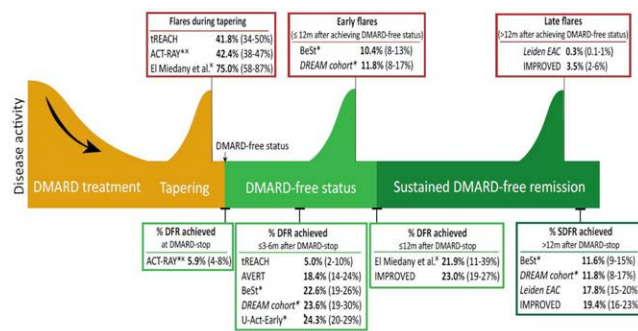 Flares during tapering
tREACH 41.8% (34-50%)
ACT-RAY*ˣ 42.4% (38-47%)
El Miedany et al.ˣ 75.0% (58-87%)
Early flares
(≤ 12m after achieving DMARD-free status)
BeSt* 10.4% (8-13%)
DREAM cohort* 11.8% (8-17%)
Late flares
(>12m after achieving DMARD-free status)
Leiden EAC 0.3% (0.1-1%)
IMPROVED 3.5% (2-6%)
Disease activity
DMARD-free status
DMARD treatment
Tapering
DMARD-free status
Sustained DMARD-free remission
% DFR achieved
at DMARD-stop
ACT-RAY*ˣ 5.9% (4-8%)
% DFR achieved
≤3-6m after DMARD-stop
tREACH 5.0% (2-10%)
AVERT 18.4% (14-24%)
BeSt* 22.6% (19-26%)
DREAM cohort* 23.6% (19-30%)
U-Act-Early* 24.3% (20-29%)
% DFR achieved
≤12m after DMARD-stop
El Miedany et al.ˣ 21.9% (11-39%)
IMPROVED 23.0% (19-27%)
% SDFR achieved
>12m after DMARD-stop
BeSt* 11.6% (9-15%)
DREAM cohort* 11.8% (8-17%)
Leiden EAC 17.8% (15-20%)
IMPROVED 19.4% (16-23%)